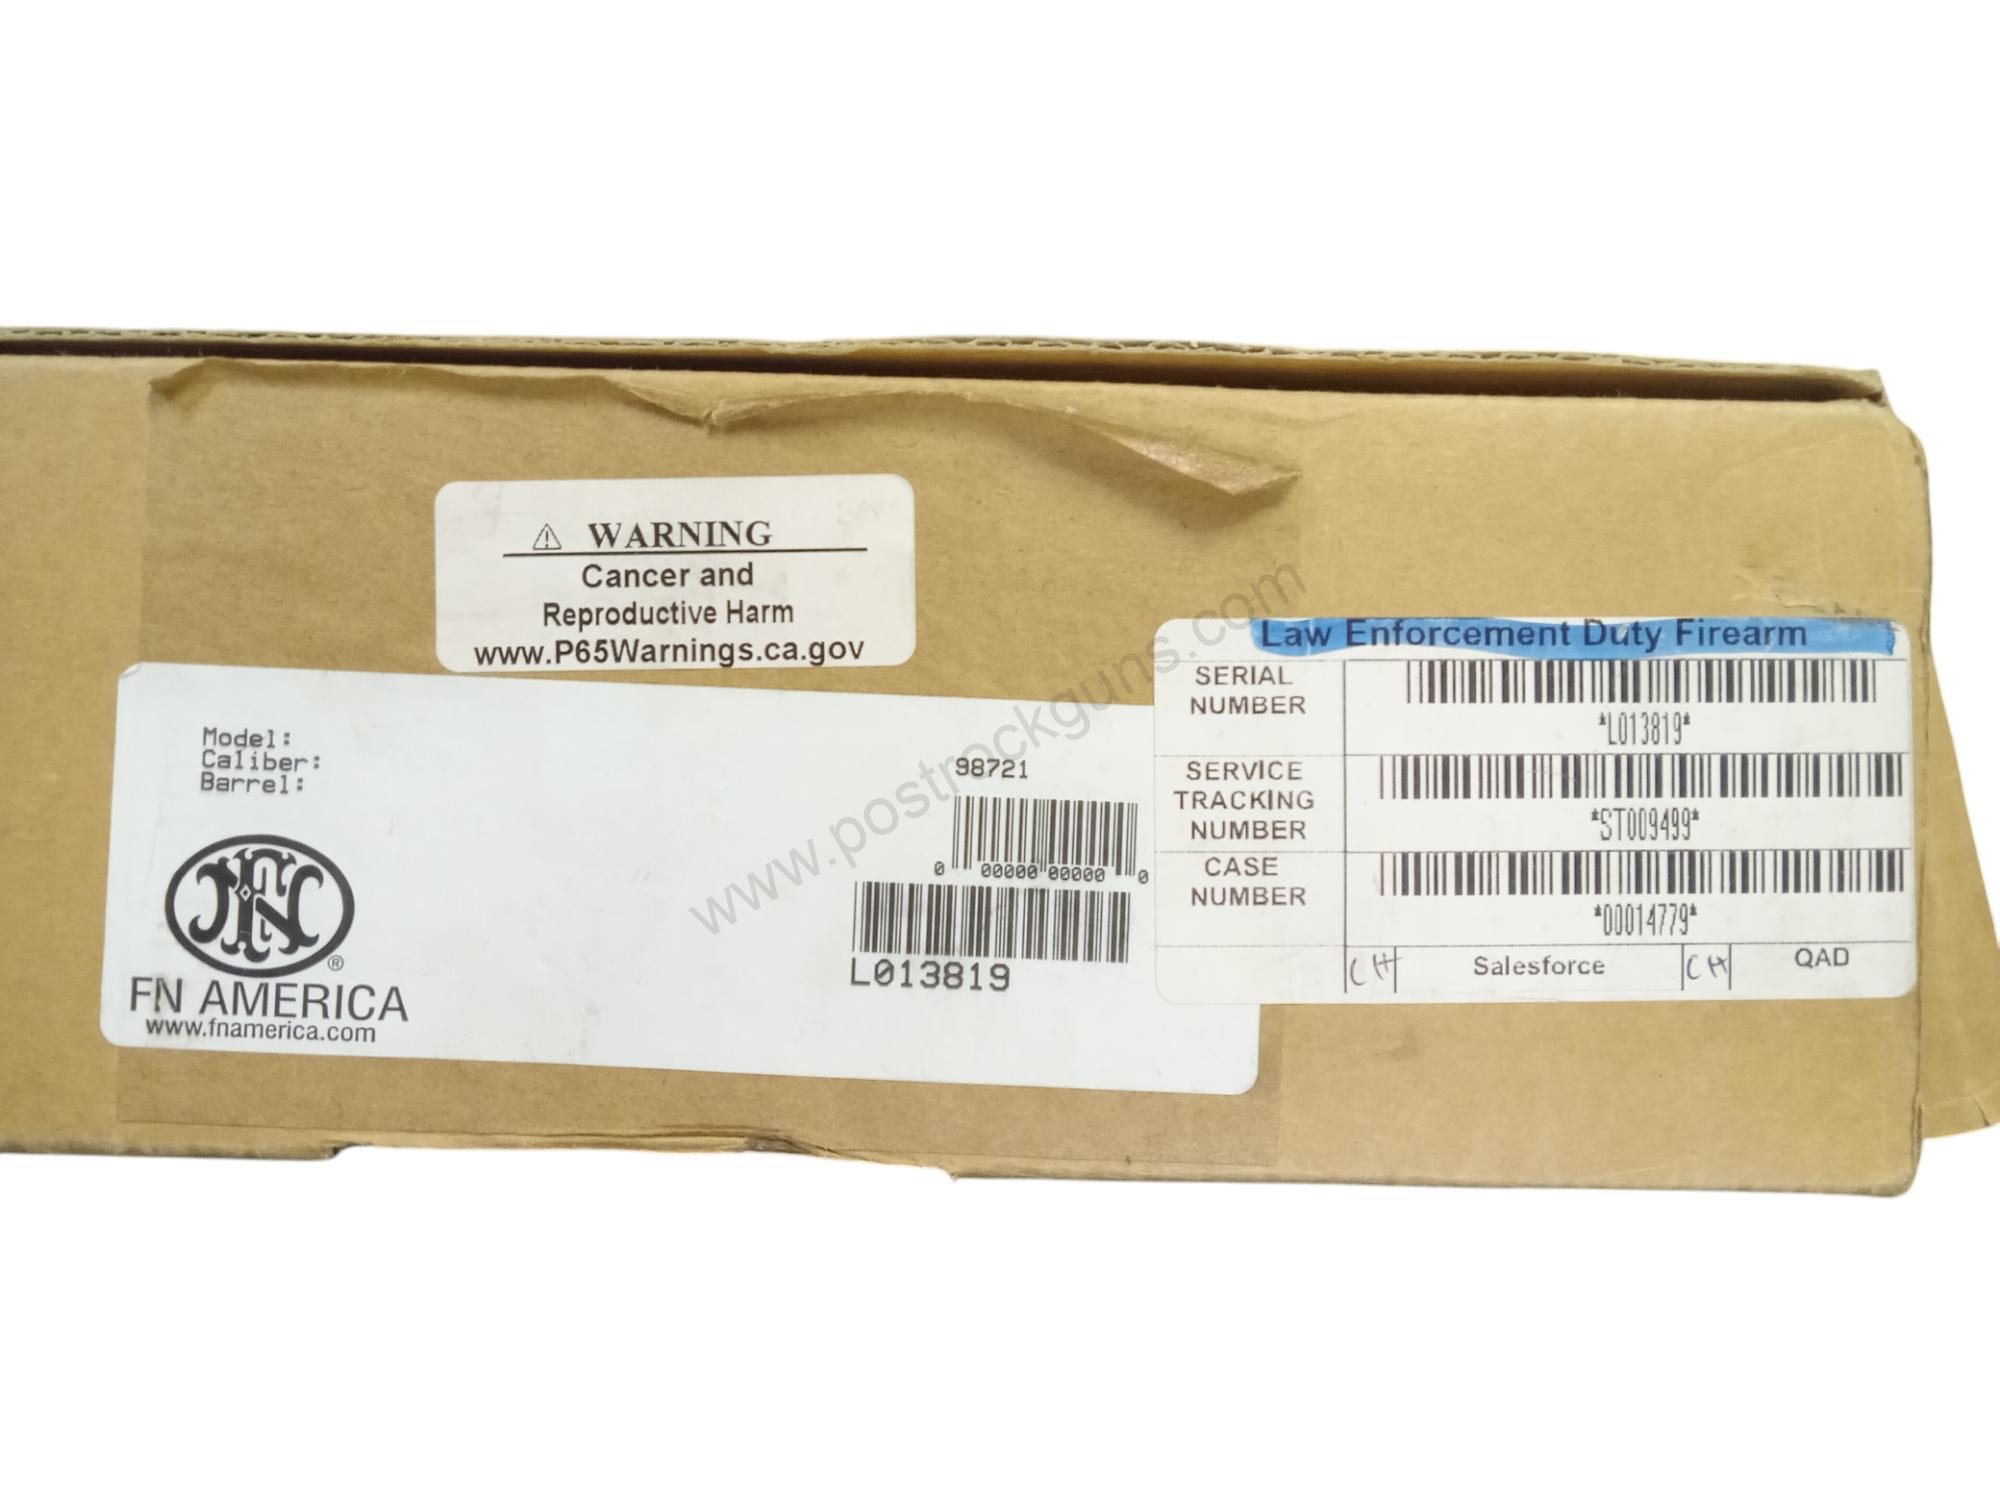 ⚠ WARNING
Cancer and
Reproductive Harm
www.P65Warnings.ca.gov
Model:
Caliber:
Barrel:
98721
0 00000 00000 0
L013819
FN
®
FN AMERICA
www.fnamerica.com
Law Enforcement Duty Firearm
SERIAL
NUMBER
*L013819*
SERVICE
TRACKING
NUMBER
*ST009499*
CASE
NUMBER
*00014779*
CH Salesforce CH QAD
www.postrockguns.com